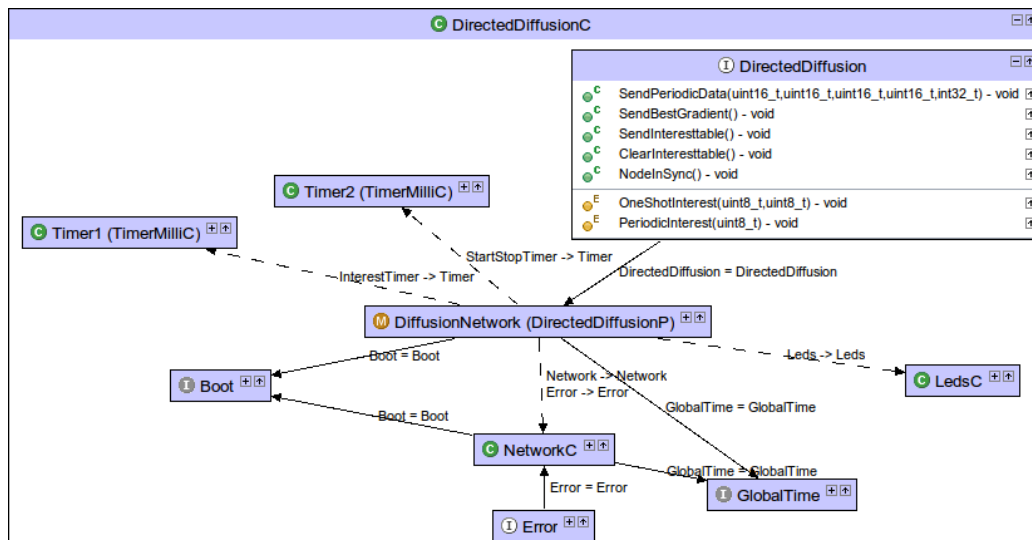 C DirectedDiffusionC
I DirectedDiffusion
C SendPeriodicData(uint16_t,uint16_t,uint16_t,uint16_t,int32_t) - void
C SendBestGradient() - void
C SendInteresttable() - void
C ClearInteresttable() - void
C NodeInSync() - void
E OneShotInterest(uint8_t,uint8_t) - void
E PeriodicInterest(uint8_t) - void
C Timer2 (TimerMilliC)
C Timer1 (TimerMilliC)
StartStopTimer -> Timer
InterestTimer -> Timer
DirectedDiffusion = DirectedDiffusion
M DiffusionNetwork (DirectedDiffusionP)
Boot = Boot
Leds -> Leds
Network -> Network
Error -> Error
I Boot
C LedsC
GlobalTime = GlobalTime
Boot = Boot
C NetworkC
GlobalTime = GlobalTime
Error = Error
I GlobalTime
I Error